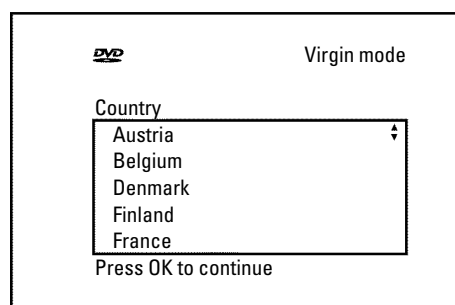 DVD Virgin mode
Country
Austria
Belgium
Denmark
Finland
France
Press OK to continue